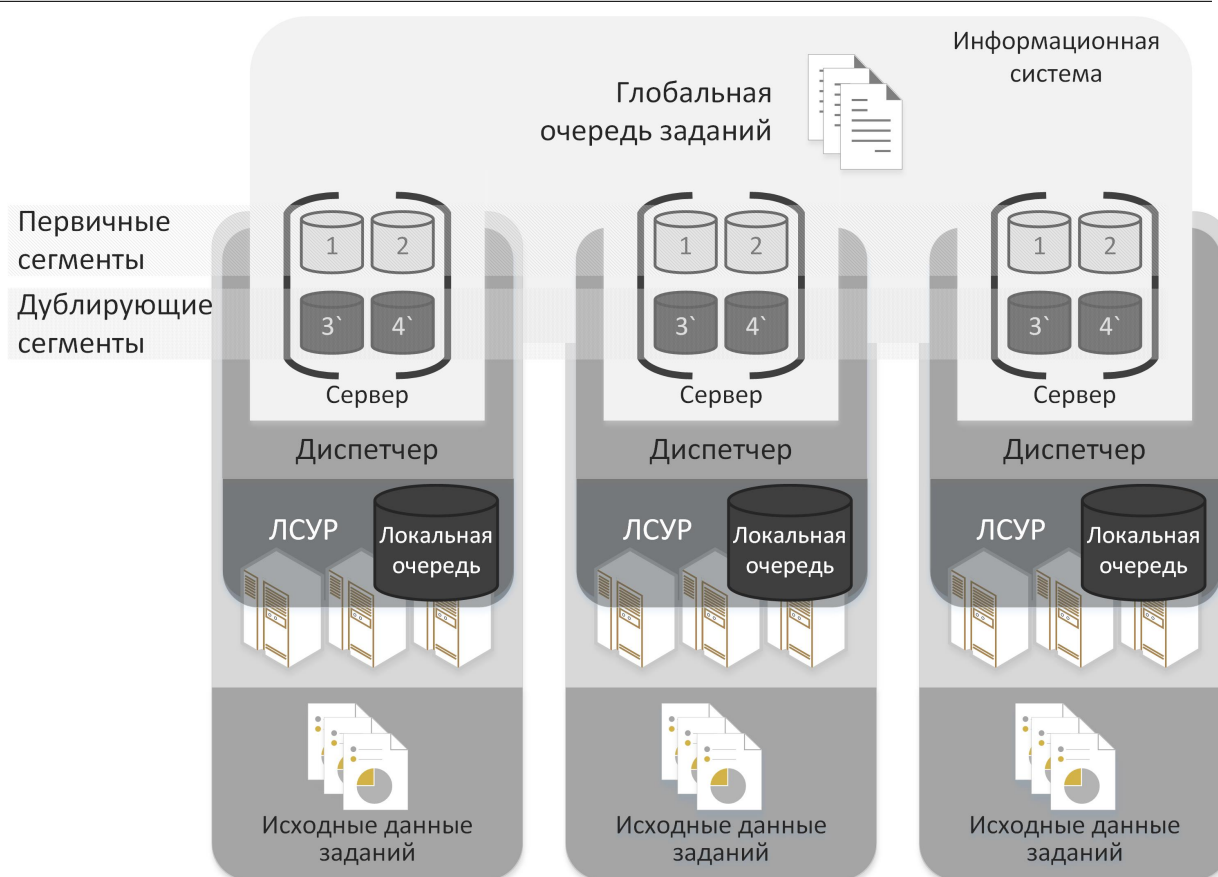 Информационная
система
Глобальная
очередь заданий
Первичные
сегменты
1 2
1 2
1 2
Дублирующие
сегменты
3` 4`
3` 4`
3` 4`
Сервер
Сервер
Сервер
Диспетчер
Диспетчер
Диспетчер
ЛСУР
Локальная
очередь
ЛСУР
Локальная
очередь
ЛСУР
Локальная
очередь
Исходные данные
заданий
Исходные данные
заданий
Исходные данные
заданий